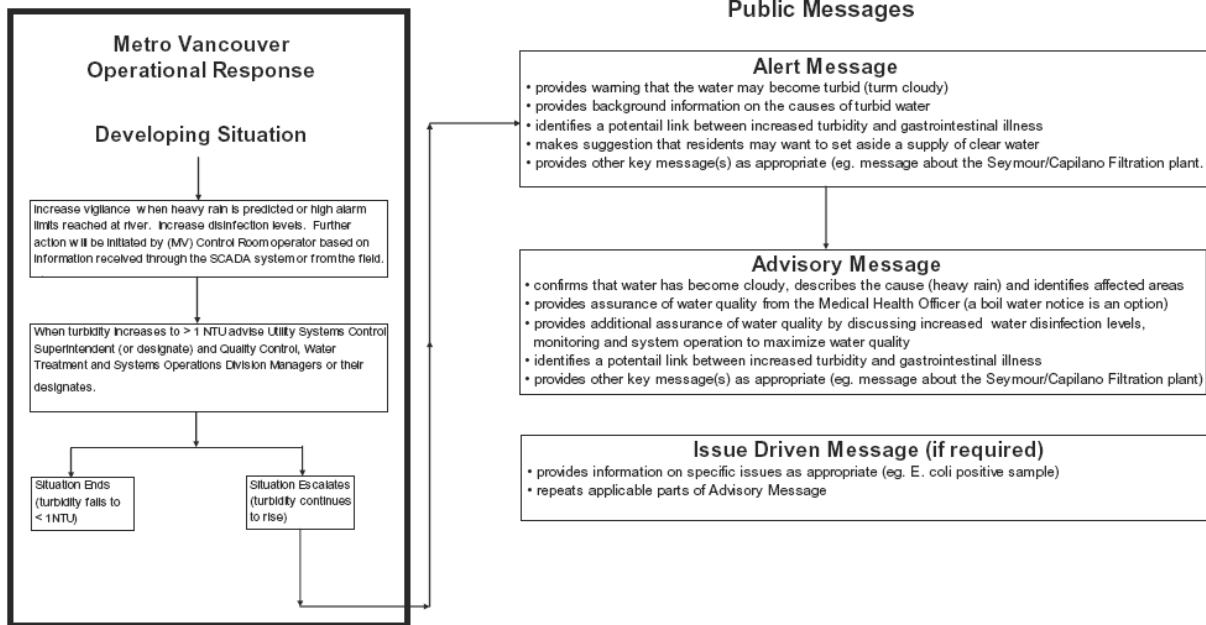 Metro Vancouver
Operational Response
Developing Situation
Increase vigilance when heavy rain is predicted or high alarm
limits reached at river. Increase disinfection levels. Further
action will be initiated by (MV) Control Room operator based on
information received through the SCADA system or from the field.
.
When turbidity increases to > 1 NTU advise Utility Systems Control
Superintendent (or designate) and Quality Control, Water
Treatment and Systems Operations Division Managers or their
designates.
Situation Ends
(turbidity falls to
< 1NTU)
Situation Escalates
(turbidity continues
to rise)
Public Messages
Alert Message
• provides warning that the water may become turbid (turn cloudy)
• provides background information on the causes of turbid water
• identifies a potentail link between increased turbidity and gastrointestinal illness
• makes suggestion that residents may want to set aside a supply of clear water
• provides other key message(s) as appropriate (eg. message about the Seymour/Capilano Filtration plant.
Advisory Message
• confirms that water has become cloudy, describes the cause (heavy rain) and identifies affected areas
• provides assurance of water quality from the Medical Health Officer (a boil water notice is an option)
• provides additional assurance of water quality by discussing increased water disinfection levels,
monitoring and system operation to maximize water quality
• identifies a potentail link between increased turbidity and gastrointestinal illness
• provides other key message(s) as appropriate (eg. message about the Seymour/Capilano Filtration plant)
Issue Driven Message (if required)
• provides information on specific issues as appropriate (eg. E. coli positive sample)
• repeats applicable parts of Advisory Message